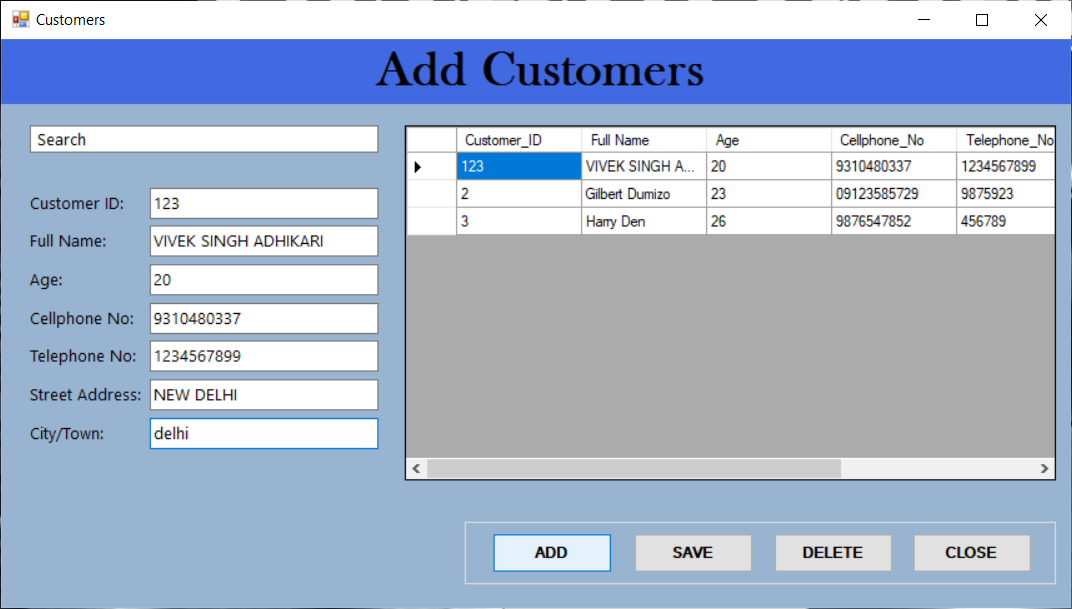 Customers
Add Customers
Search
Customer ID: 123
Full Name: VIVEK SINGH ADHIKARI
Age: 20
Cellphone No: 9310480337
Telephone No: 1234567899
Street Address: NEW DELHI
City/Town: delhi
Customer_ID Full Name Age Cellphone_No Telephone_No
123 VIVEK SINGH A... 20 9310480337 1234567899
2 Gilbert Dumizo 23 09123585729 9875923
3 Harry Den 26 9876547852 456789
ADD SAVE DELETE CLOSE